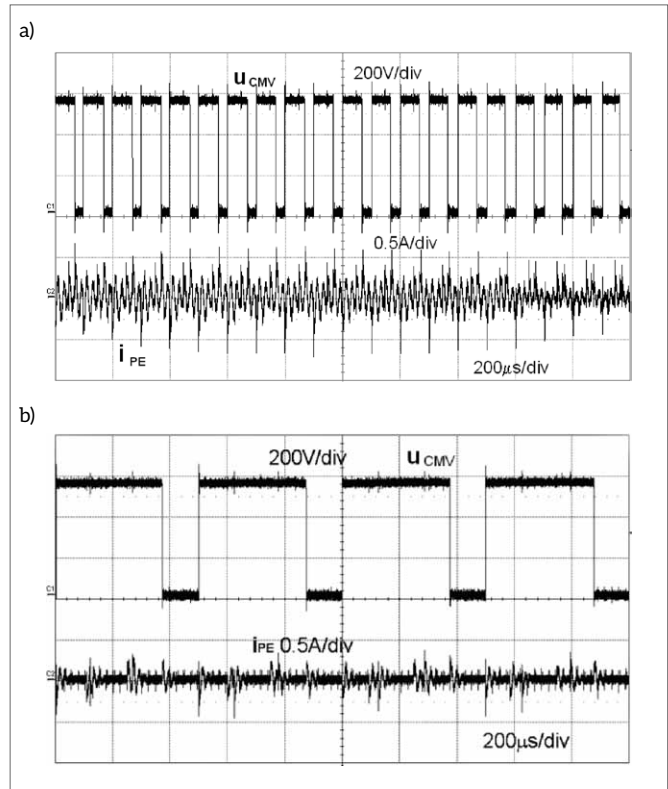 a)
uCMV
200V/div
0.5A/div
iPE
200μs/div
b)
200V/div
uCMV
iPE 0.5A/div
200μs/div